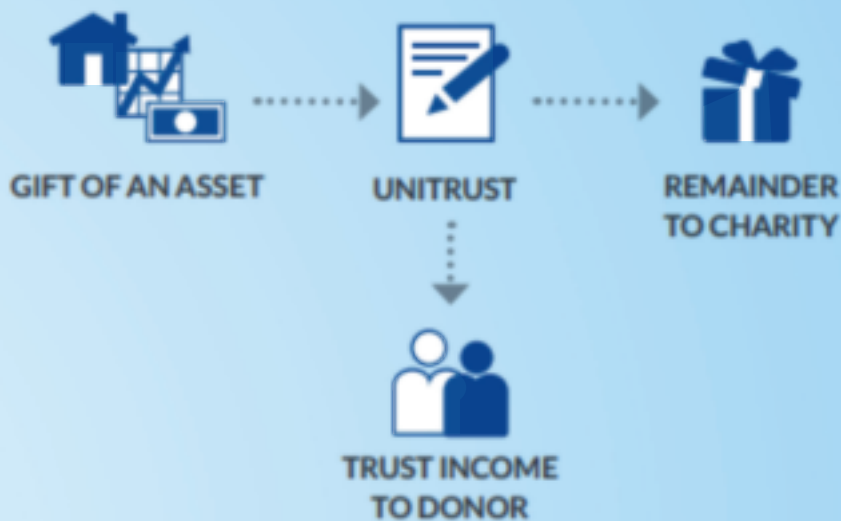 GIFT OF AN ASSET
UNITRUST
REMAINDER
TO CHARITY
TRUST INCOME
TO DONOR